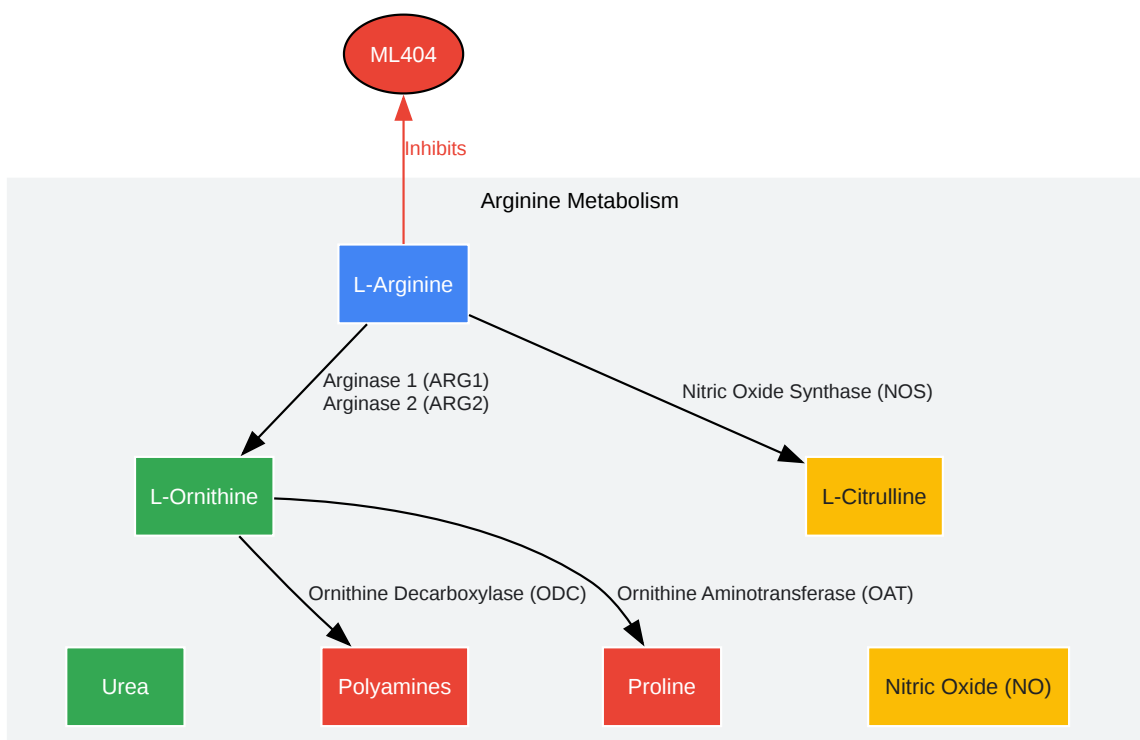 ML404
Inhibits
Arginine Metabolism
L-Arginine
Arginase 1 (ARG1)
Arginase 2 (ARG2)
Nitric Oxide Synthase (NOS)
L-Ornithine
L-Citrulline
Ornithine Decarboxylase (ODC)
Ornithine Aminotransferase (OAT)
Urea
Polyamines
Proline
Nitric Oxide (NO)